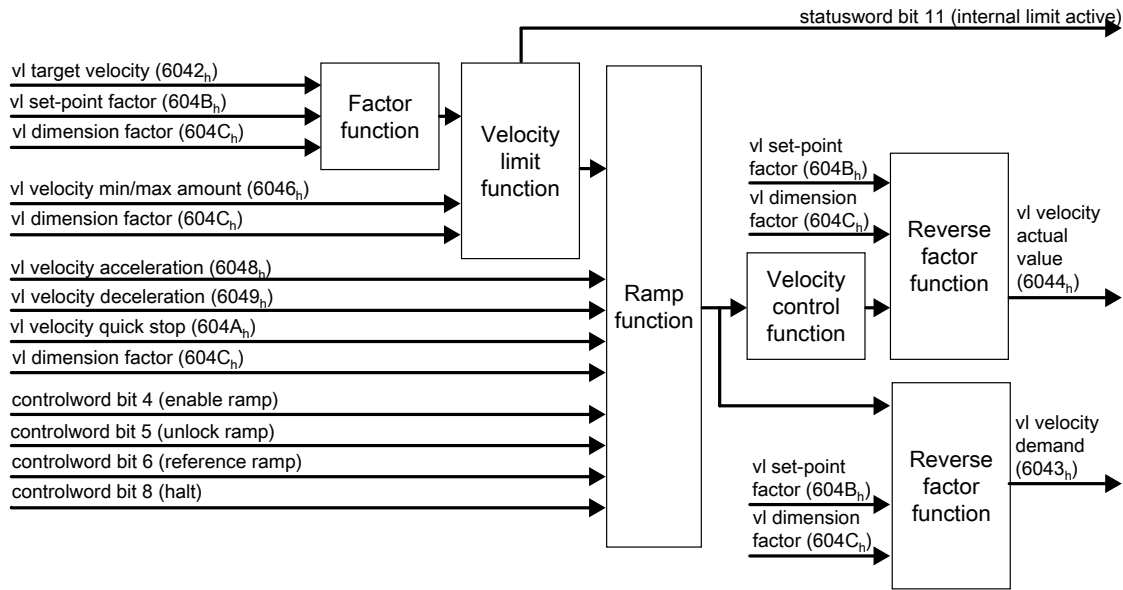 statusword bit 11 (internal limit active)
vl target velocity (6042h)
vl set-point factor (604Bh)
vl dimension factor (604Ch)
Factor
function
Velocity
limit
function
vl velocity min/max amount (6046h)
vl dimension factor (604Ch)
vl velocity acceleration (6048h)
vl velocity deceleration (6049h)
vl velocity quick stop (604Ah)
vl dimension factor (604Ch)
controlword bit 4 (enable ramp)
controlword bit 5 (unlock ramp)
controlword bit 6 (reference ramp)
controlword bit 8 (halt)
Ramp
function
vl set-point
factor (604Bh)
vl dimension
factor (604Ch)
Velocity
control
function
Reverse
factor
function
vl velocity
actual
value
(6044h)
vl set-point
factor (604Bh)
vl dimension
factor (604Ch)
Reverse
factor
function
vl velocity
demand
(6043h)